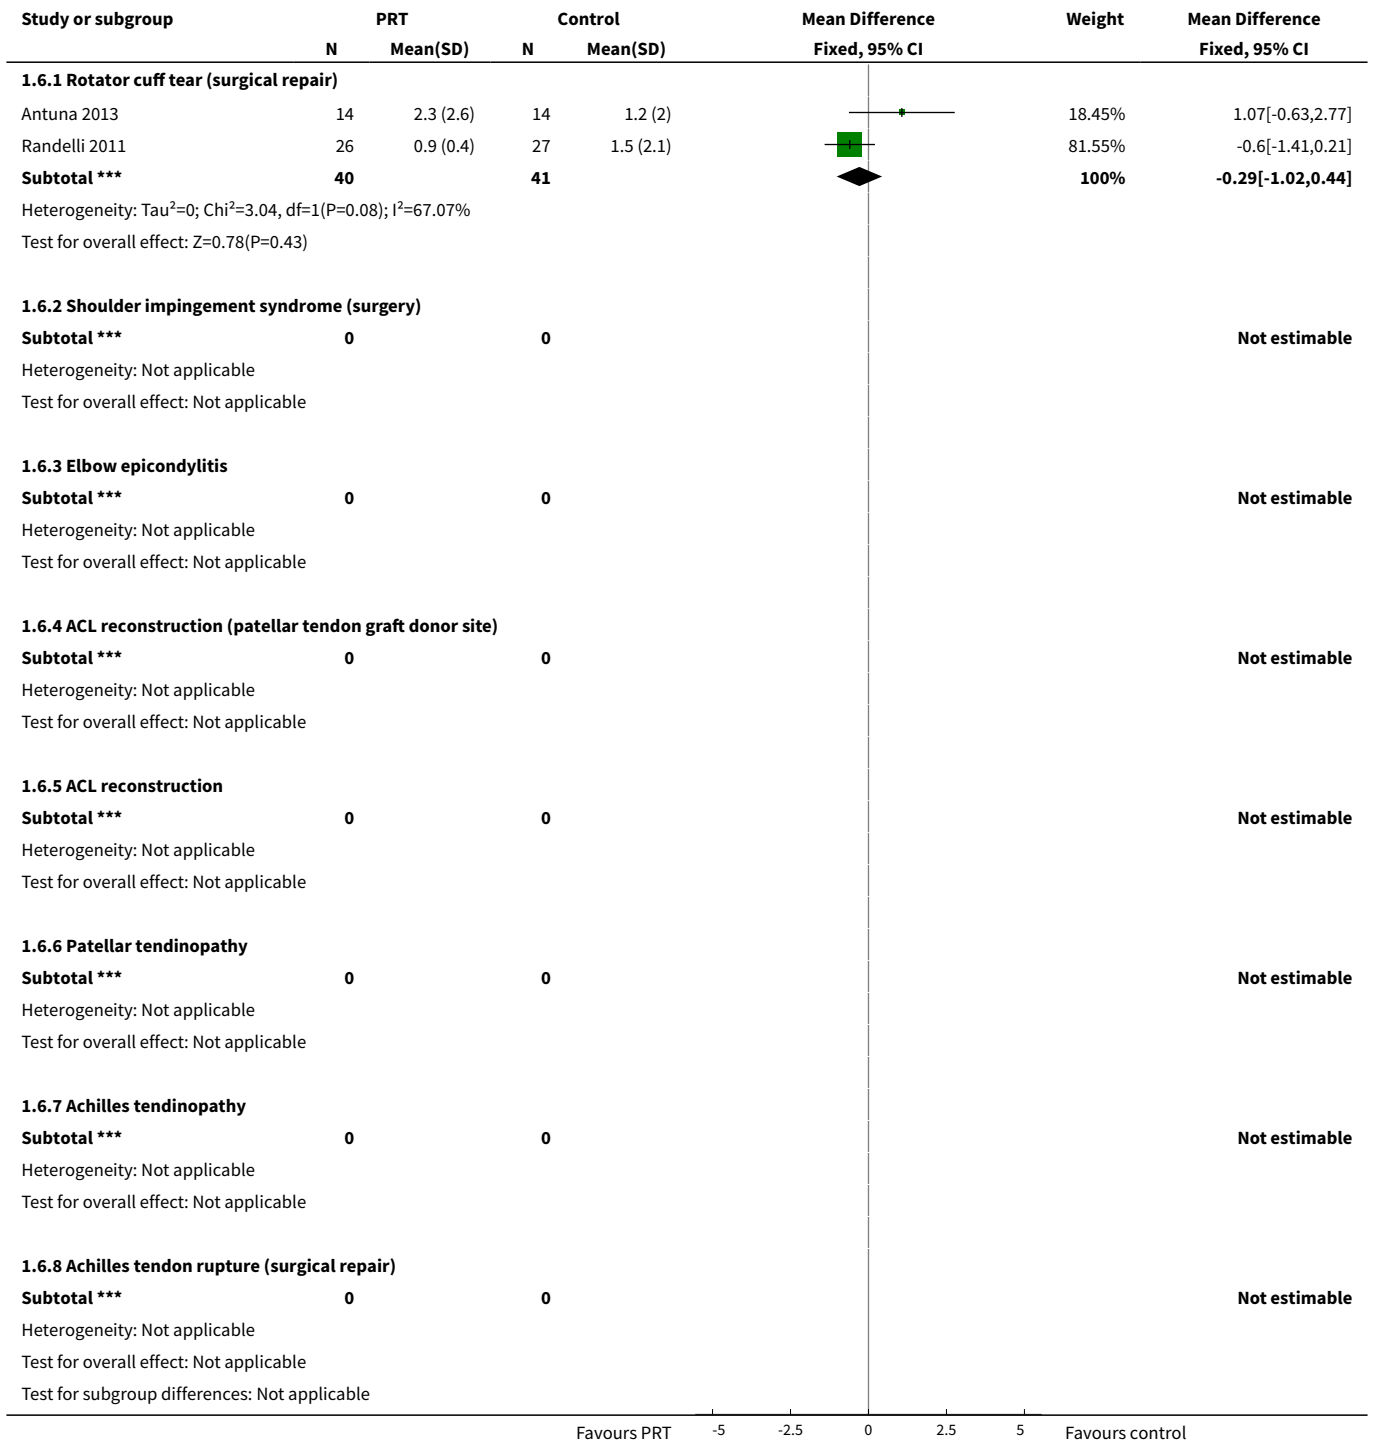 Study or subgroup PRT Control Mean Difference Weight Mean Difference
N Mean(SD) N Mean(SD) Fixed, 95% CI Fixed, 95% CI
1.6.1 Rotator cuff tear (surgical repair)
Antuna 2013 14 2.3 (2.6) 14 1.2 (2) 18.45% 1.07[-0.63,2.77]
Randelli 2011 26 0.9 (0.4) 27 1.5 (2.1) 81.55% -0.6[-1.41,0.21]
Subtotal *** 40 41 100% -0.29[-1.02,0.44]
Heterogeneity: Tau²=0; Chi²=3.04, df=1(P=0.08); I²=67.07%
Test for overall effect: Z=0.78(P=0.43)
1.6.2 Shoulder impingement syndrome (surgery)
Subtotal *** 0 0 Not estimable
Heterogeneity: Not applicable
Test for overall effect: Not applicable
1.6.3 Elbow epicondylitis
Subtotal *** 0 0 Not estimable
Heterogeneity: Not applicable
Test for overall effect: Not applicable
1.6.4 ACL reconstruction (patellar tendon graft donor site)
Subtotal *** 0 0 Not estimable
Heterogeneity: Not applicable
Test for overall effect: Not applicable
1.6.5 ACL reconstruction
Subtotal *** 0 0 Not estimable
Heterogeneity: Not applicable
Test for overall effect: Not applicable
1.6.6 Patellar tendinopathy
Subtotal *** 0 0 Not estimable
Heterogeneity: Not applicable
Test for overall effect: Not applicable
1.6.7 Achilles tendinopathy
Subtotal *** 0 0 Not estimable
Heterogeneity: Not applicable
Test for overall effect: Not applicable
1.6.8 Achilles tendon rupture (surgical repair)
Subtotal *** 0 0 Not estimable
Heterogeneity: Not applicable
Test for overall effect: Not applicable
Test for subgroup differences: Not applicable
Favours PRT -5 -2.5 0 2.5 5 Favours control